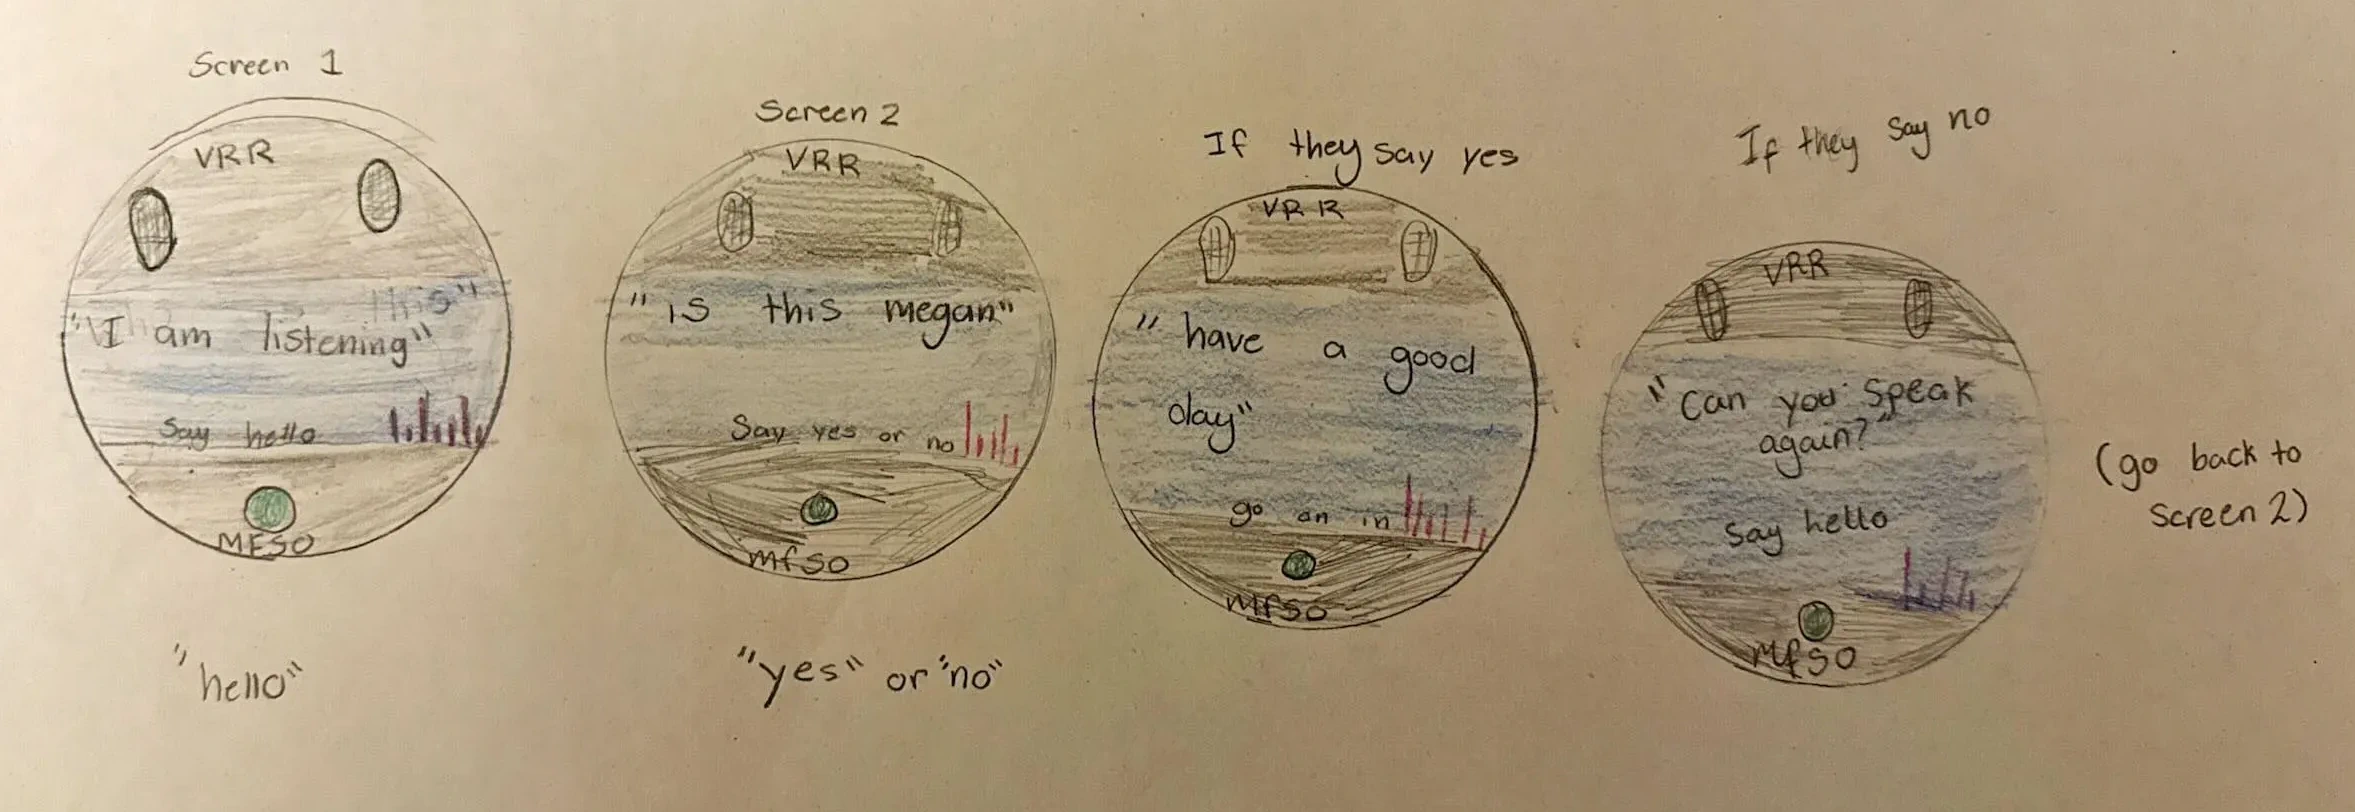 Screen 1
VRR
"I am listening"
this"
Say hello
MFSO
"hello"
Screen 2
VRR
"is this megan"
Say yes or no
mfso
"yes" or "no"
If they say yes
VRR
"have a good
day"
go on in
Mfso
If they say no
VRR
"Can you speak
again?"
Say hello
Mfso
(go back to
screen 2)